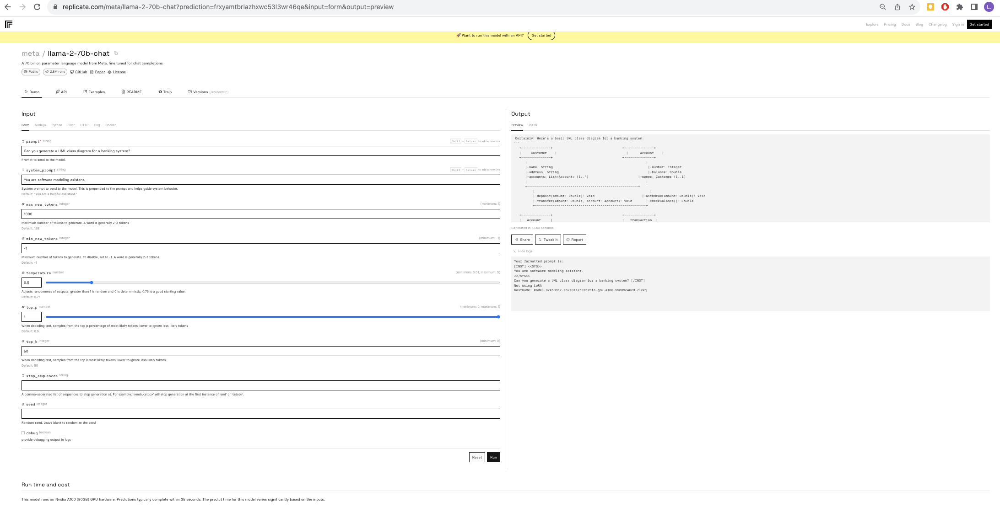 replicate.com/meta/llama-2-70b-chat?prediction=frxyamtbrlazhxwc53l3wr46qe&input=form&output=preview
L.
Explore Pricing Docs Blog Changelog Sign in Get started
🚀 Want to run this model with an API? Get started
meta / llama-2-70b-chat
A 70 billion parameter language model from Meta, fine tuned for chat completions
Public 2.8M runs GitHub Paper License
Demo API Examples README Train Versions (02e509c7)
Input
Form Node.js Python Elixir HTTP Cog Docker
T prompt* string Shift + Return to add a new line
Can you generate a UML class diagram for a banking system?
Prompt to send to the model.
T system_prompt string Shift + Return to add a new line
You are software modeling asistant.
System prompt to send to the model. This is prepended to the prompt and helps guide system behavior.
Default: "You are a helpful assistant."
# max_new_tokens integer (minimum: 1)
1000
Maximum number of tokens to generate. A word is generally 2-3 tokens
Default: 128
# min_new_tokens integer (minimum: -1)
-1
Minimum number of tokens to generate. To disable, set to -1. A word is generally 2-3 tokens.
Default: -1
# temperature number (minimum: 0.01, maximum: 5)
0.5
Adjusts randomness of outputs, greater than 1 is random and 0 is deterministic, 0.75 is a good starting value.
Default: 0.75
# top_p number (minimum: 0, maximum: 1)
1
When decoding text, samples from the top p percentage of most likely tokens; lower to ignore less likely tokens
Default: 0.9
# top_k integer (minimum: 0)
50
When decoding text, samples from the top k most likely tokens; lower to ignore less likely tokens
Default: 50
T stop_sequences string
A comma-separated list of sequences to stop generation at. For example, '<end>,<stop>' will stop generation at the first instance of 'end' or '<stop>'.
# seed integer
Random seed. Leave blank to randomize the seed
debug boolean
provide debugging output in logs
Reset Run
Output
Preview JSON
Certainly! Here's a basic UML class diagram for a banking system:
```
+---------------+ +---------------+
| Customer | | Account |
+---------------+ +---------------+
| |
|-name: String |-number: Integer
|-address: String |-balance: Double
|-accounts: List<Account> (1..*) |-owner: Customer (1..1)
| |
+--------------------------------------------------------+
| |
|-deposit(amount: Double): Void |-withdraw(amount: Double): Void
|-transfer(amount: Double, account: Account): Void |-checkBalance(): Double
+---------------------------------------------------------+
+---------------+ +---------------+
| Account | | Transaction |
Generated in 53.68 seconds
Share Tweak it Report
>_ Hide logs
Your formatted prompt is:
[INST] <<SYS>>
You are software modeling asistant.
<</SYS>>
Can you generate a UML class diagram for a banking system? [/INST]
Not using LoRA
hostname: model-02e509c7-187a91a2597b25f3-gpu-a100-55889c46cd-7lckj
Run time and cost
This model runs on Nvidia A100 (80GB) GPU hardware. Predictions typically complete within 35 seconds. The predict time for this model varies significantly based on the inputs.